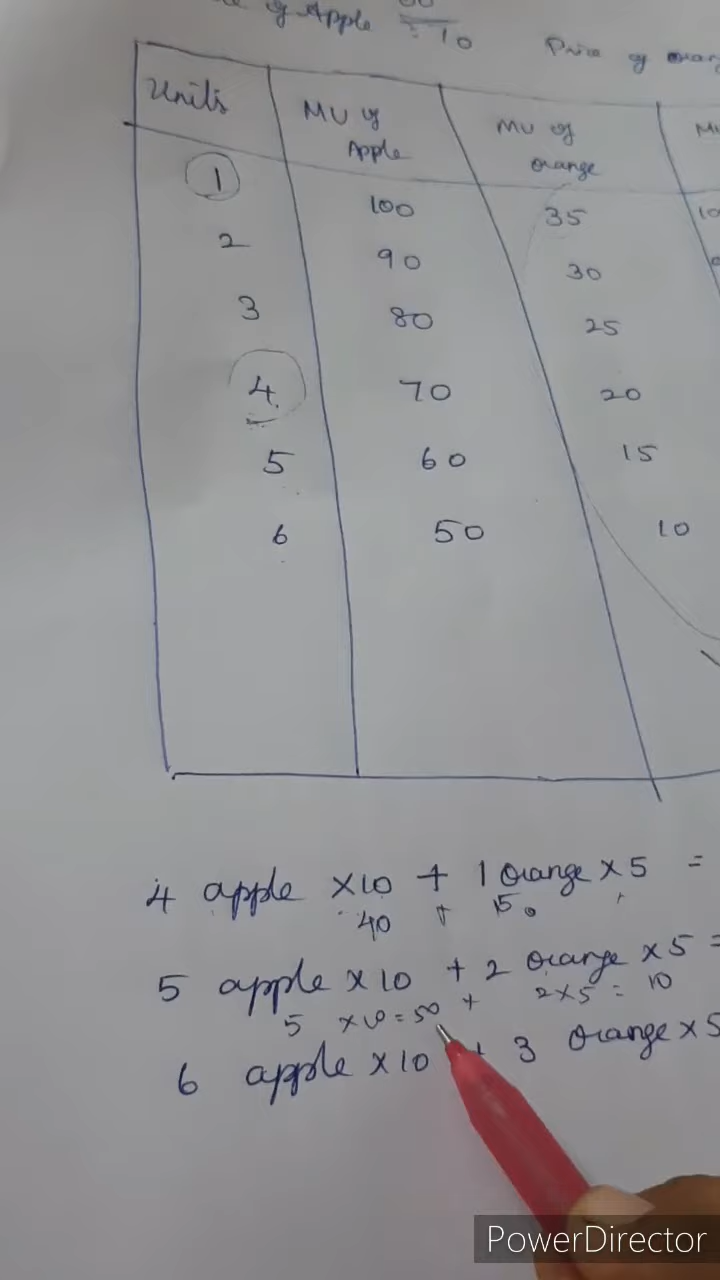 of Apple 10 Price of
Units MU of Apple MU of orange
1 100 35
2 90 30
3 80 25
4 70 20
5 60 15
6 50 10
4 apple ×10 + 1 orange × 5 =
40 + 5
5 apple ×10 + 2 orange ×5 =
5 ×10 = 50 + 2×5 = 10
6 apple ×10 + 3 orange ×5
PowerDirector